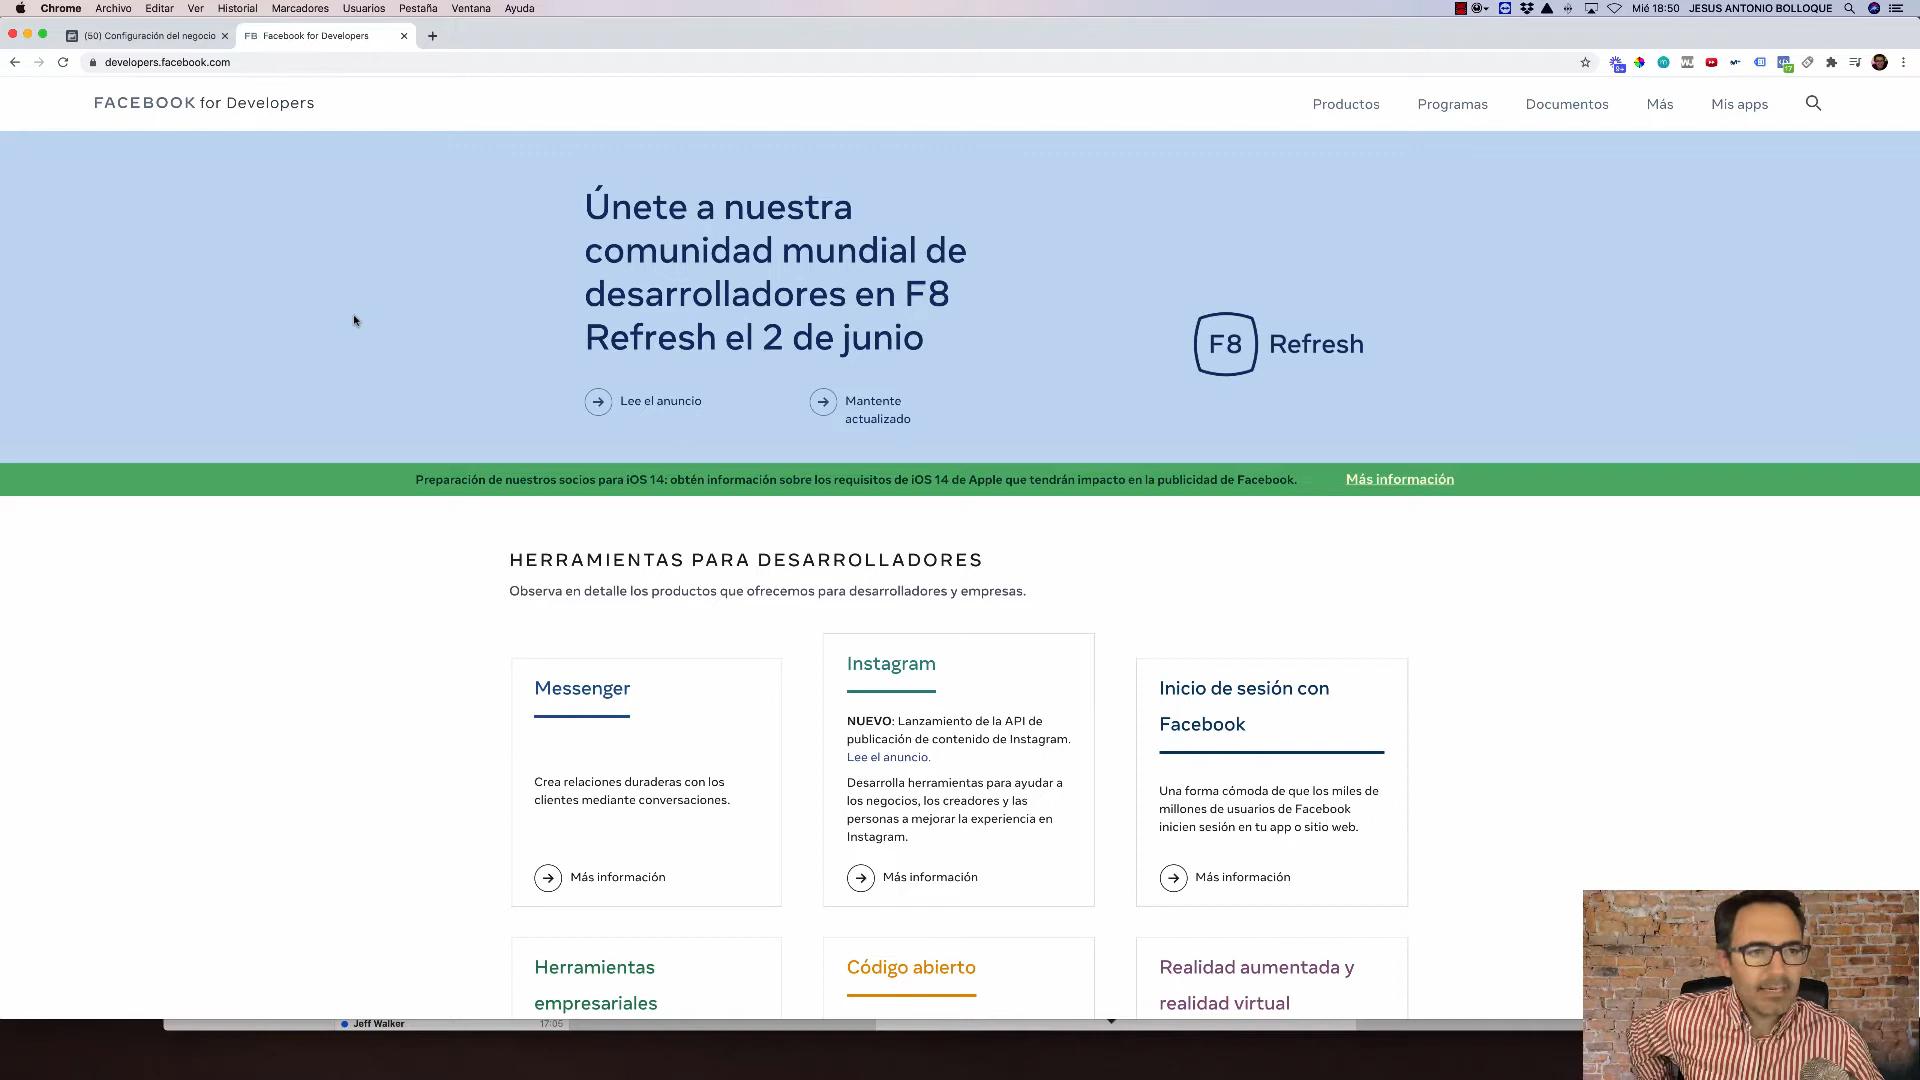 Chrome Archivo Editar Ver Historial Marcadores Usuarios Pestaña Ventana Ayuda
Mié 18:50 JESUS ANTONIO BOLLOQUE
(50) Configuración del negocio
FB Facebook for Developers
developers.facebook.com
FACEBOOK for Developers
Productos Programas Documentos Más Mis apps
Únete a nuestra
comunidad mundial de
desarrolladores en F8
Refresh el 2 de junio
F8 Refresh
Lee el anuncio
Mantente
actualizado
Preparación de nuestros socios para iOS 14: obtén información sobre los requisitos de iOS 14 de Apple que tendrán impacto en la publicidad de Facebook. Más información
HERRAMIENTAS PARA DESARROLLADORES
Observa en detalle los productos que ofrecemos para desarrolladores y empresas.
Messenger
Crea relaciones duraderas con los
clientes mediante conversaciones.
Más información
Instagram
NUEVO: Lanzamiento de la API de
publicación de contenido de Instagram.
Lee el anuncio.
Desarrolla herramientas para ayudar a
los negocios, los creadores y las
personas a mejorar la experiencia en
Instagram.
Más información
Inicio de sesión con
Facebook
Una forma cómoda de que los miles de
millones de usuarios de Facebook
inicien sesión en tu app o sitio web.
Más información
Herramientas
empresariales
Código abierto
Realidad aumentada y
realidad virtual
Jeff Walker 17:05